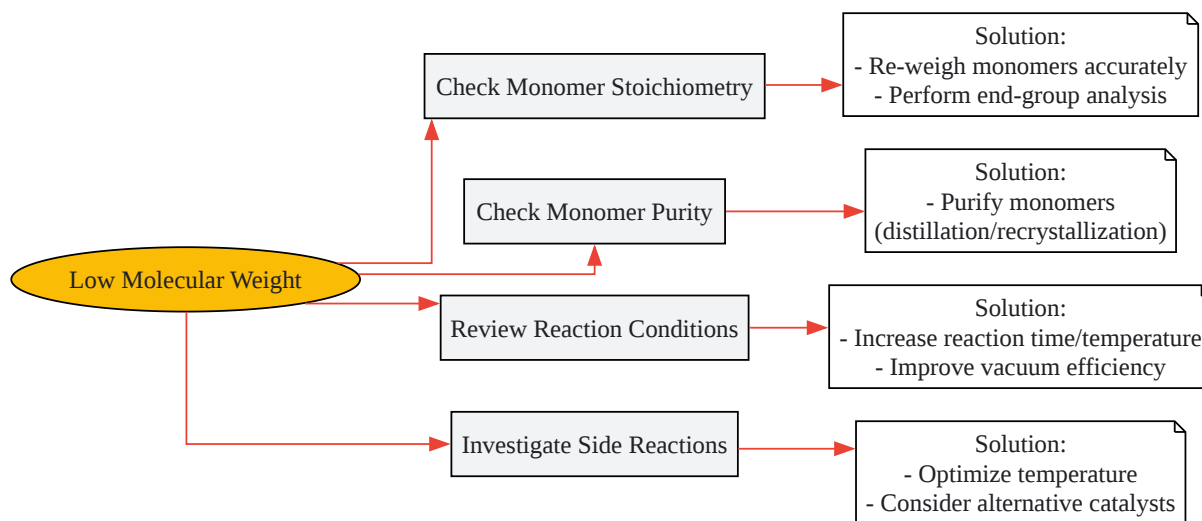 Low Molecular Weight
Check Monomer Stoichiometry
Solution:
- Re-weigh monomers accurately
- Perform end-group analysis
Check Monomer Purity
Solution:
- Purify monomers
(distillation/recrystallization)
Review Reaction Conditions
Solution:
- Increase reaction time/temperature
- Improve vacuum efficiency
Investigate Side Reactions
Solution:
- Optimize temperature
- Consider alternative catalysts